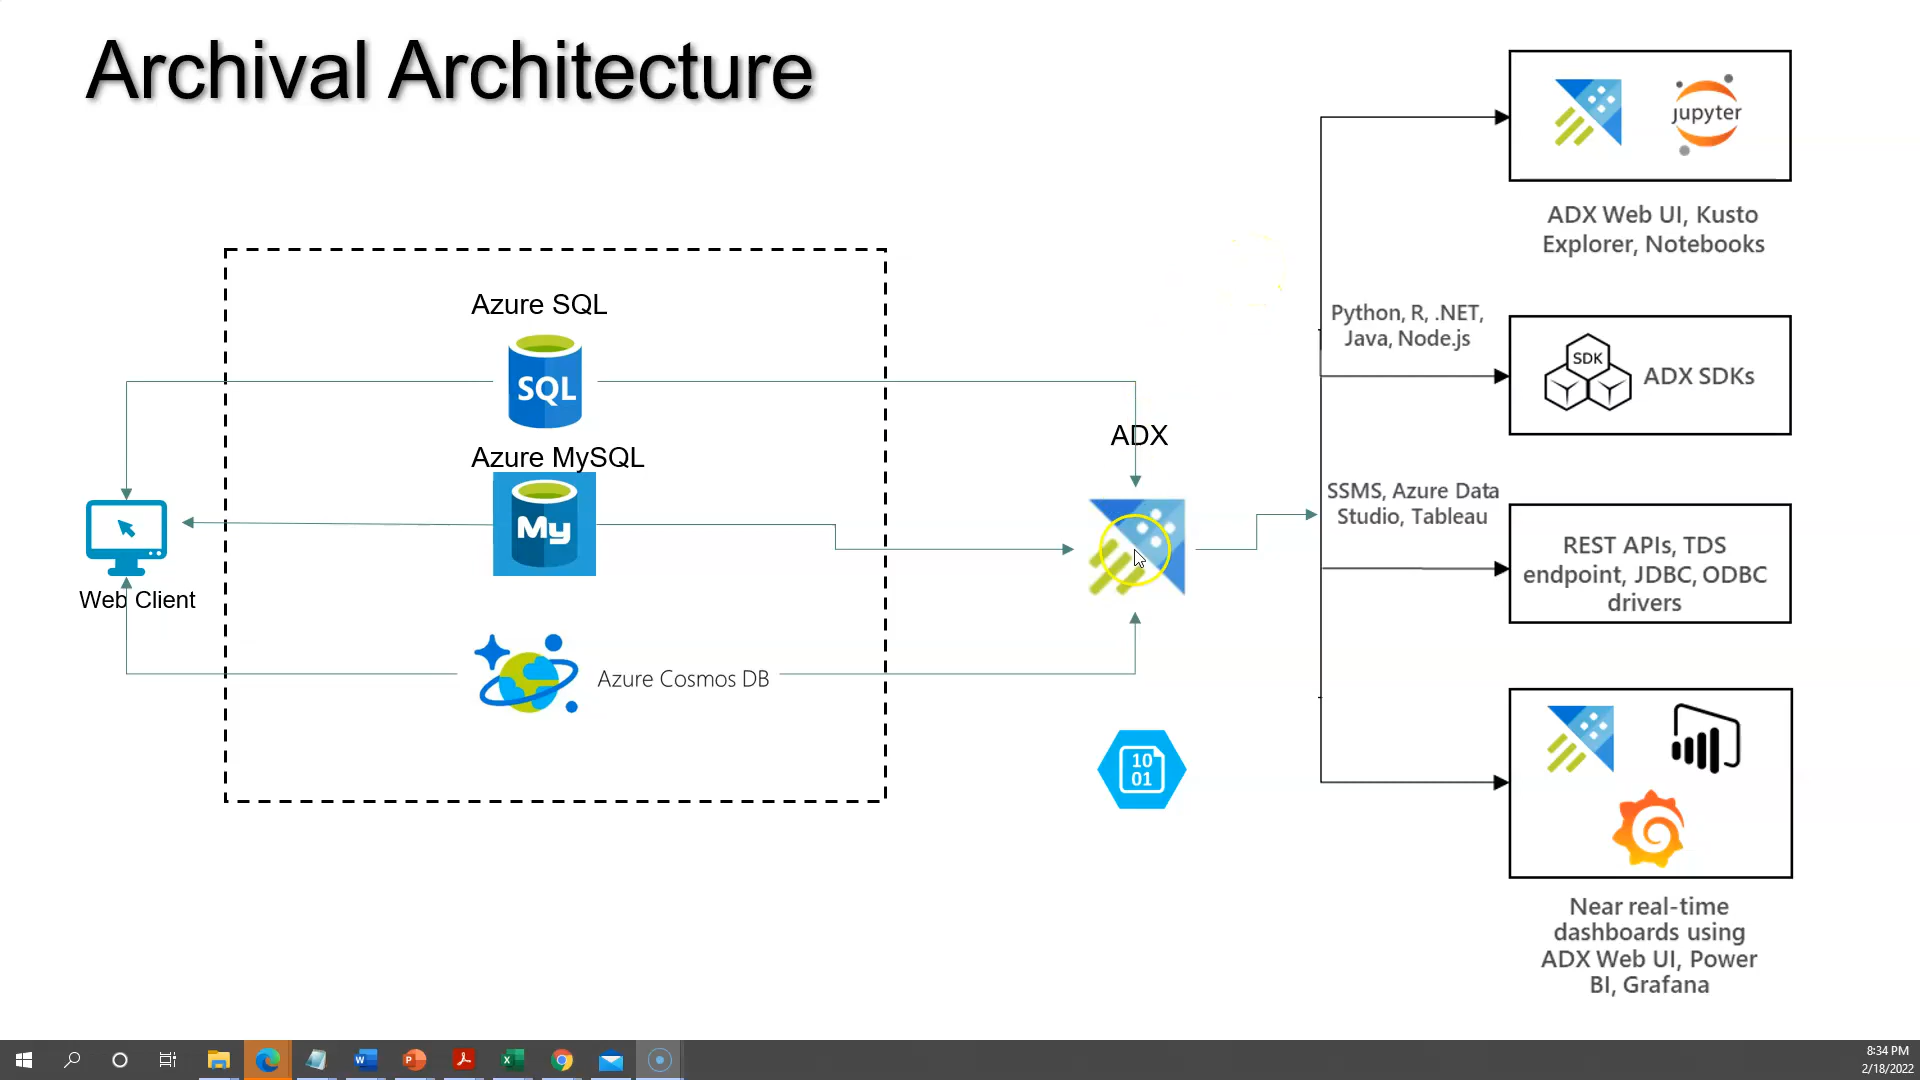 Archival Architecture
jupyter
ADX Web UI, Kusto
Explorer, Notebooks
Azure SQL
SQL
Python, R, .NET,
Java, Node.js
SDK
ADX SDKs
Azure MySQL
My
ADX
SSMS, Azure Data
Studio, Tableau
REST APIs, TDS
endpoint, JDBC, ODBC
drivers
Web Client
Azure Cosmos DB
10
01
Near real-time
dashboards using
ADX Web UI, Power
BI, Grafana
8:34 PM
2/18/2022